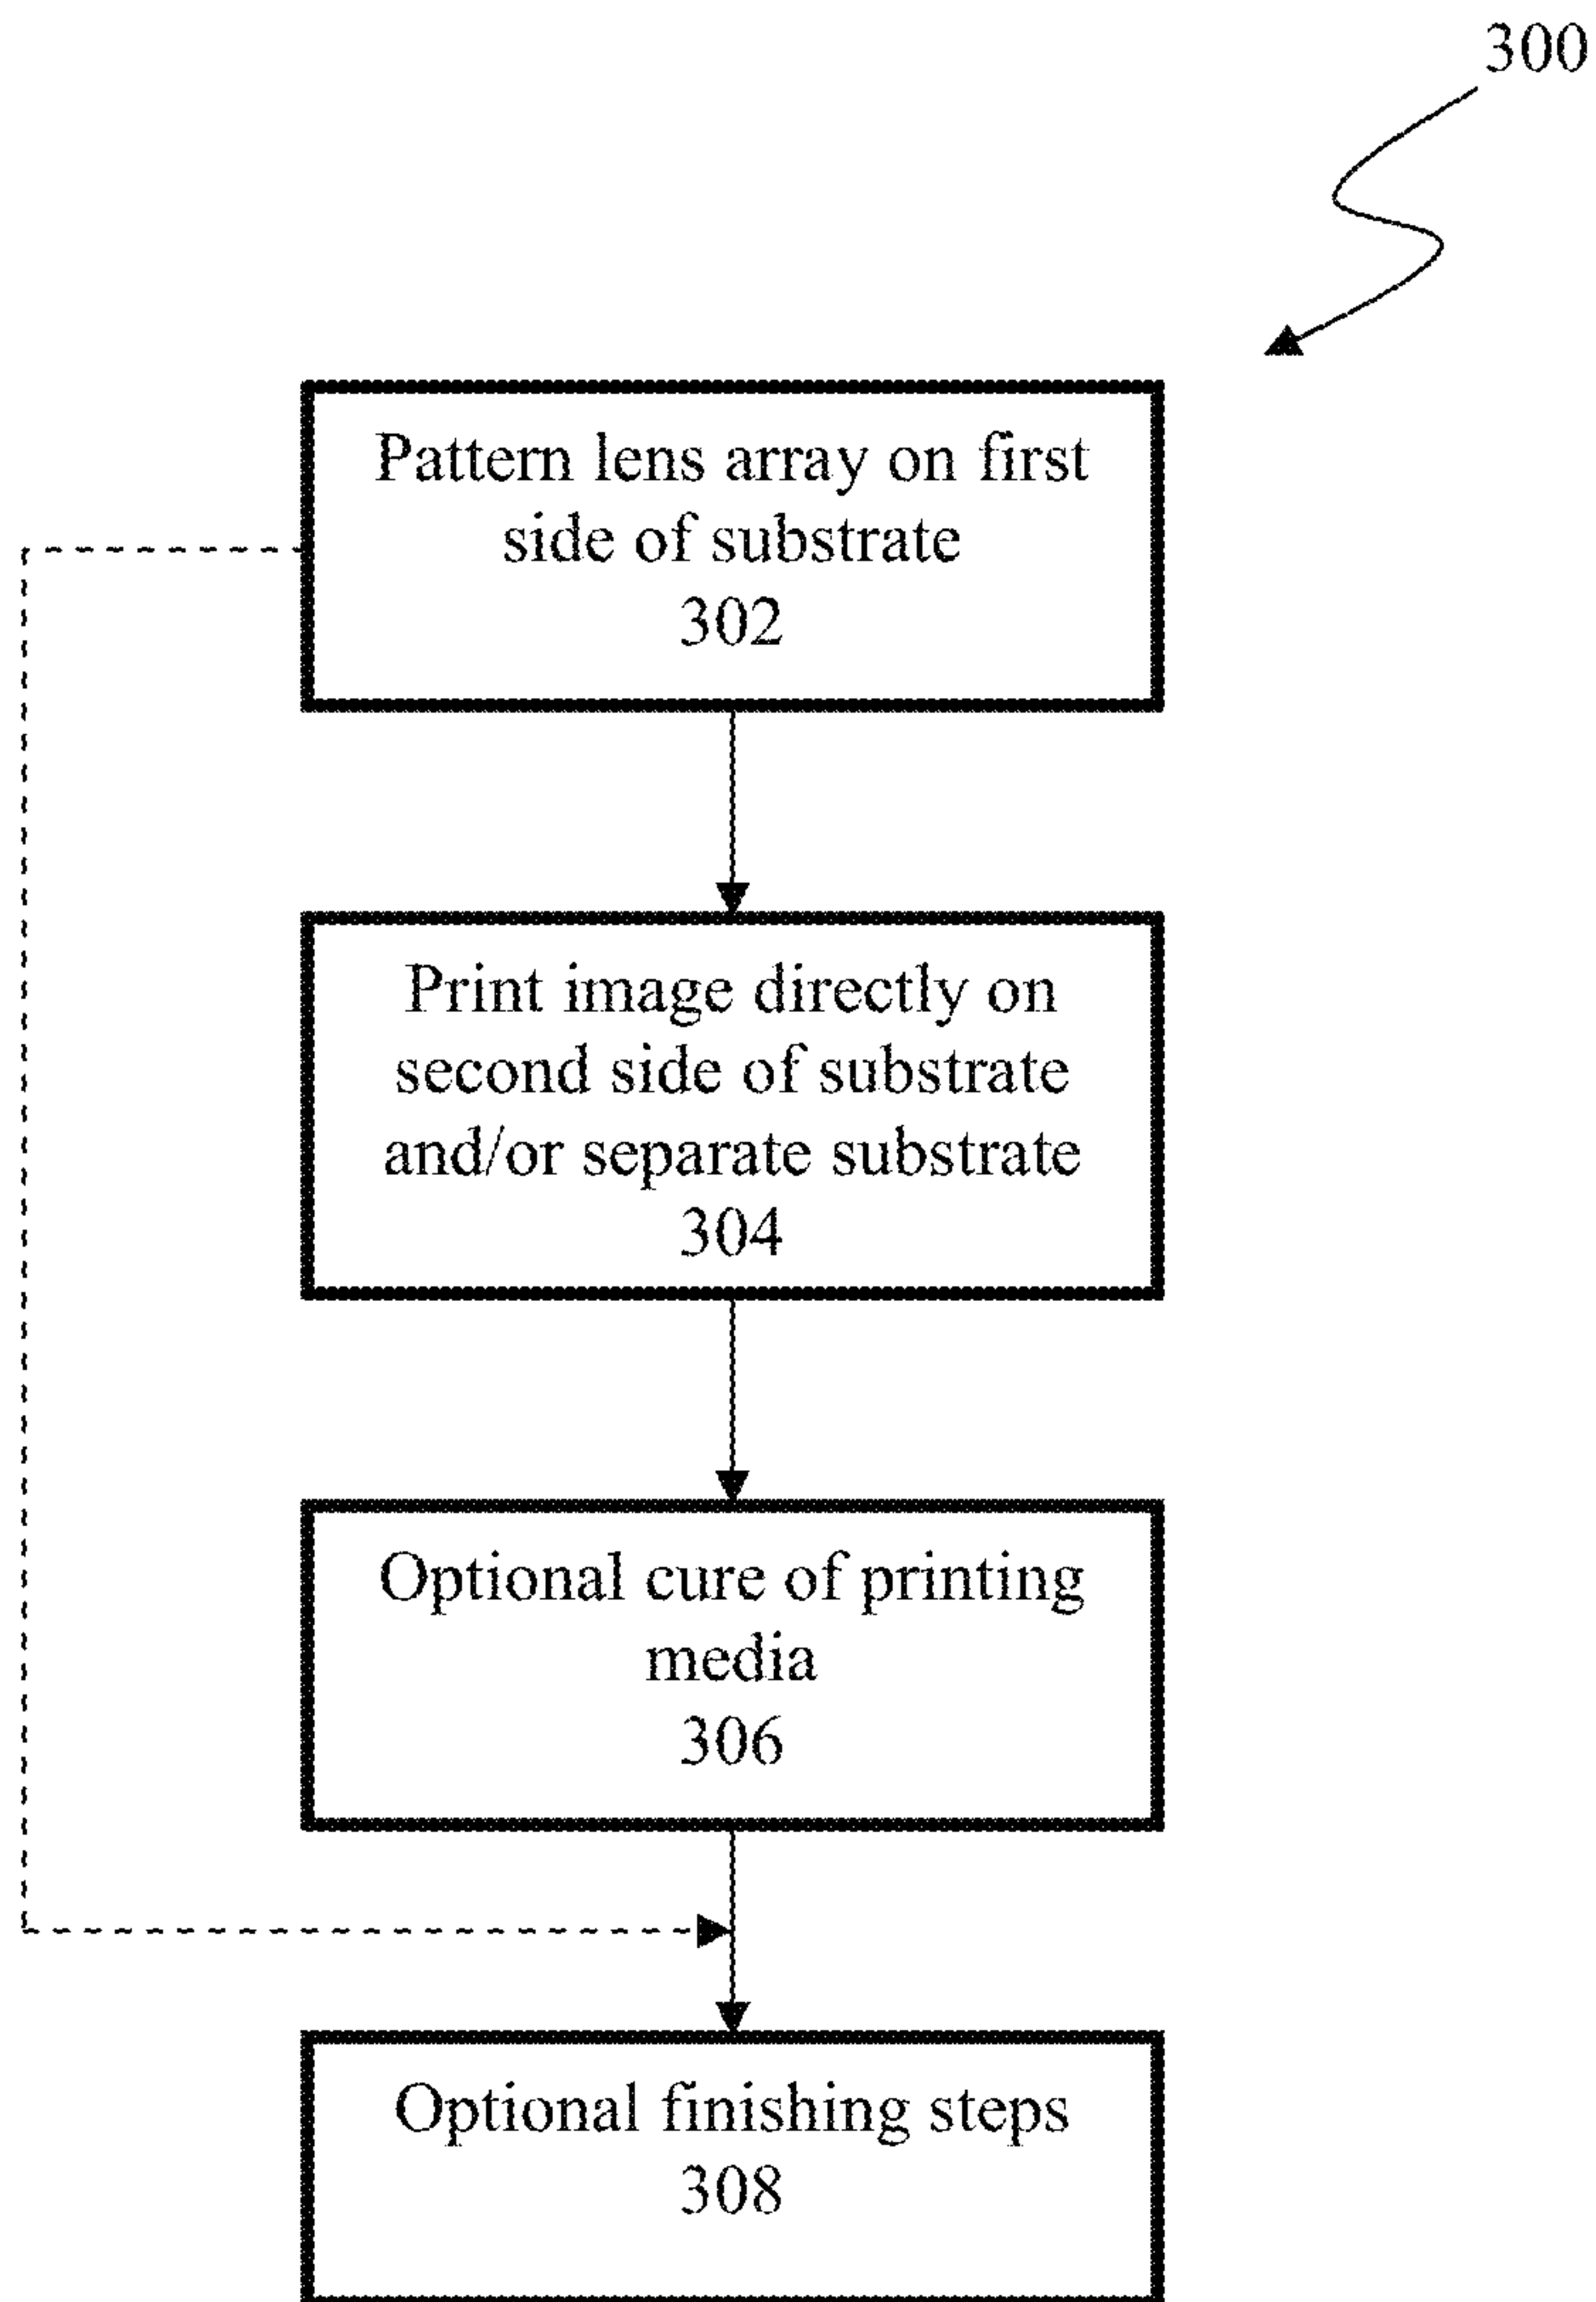 300
Pattern lens array on first
side of substrate
302
Print image directly on
second side of substrate
and/or separate substrate
304
Optional cure of printing
media
306
Optional finishing steps
308